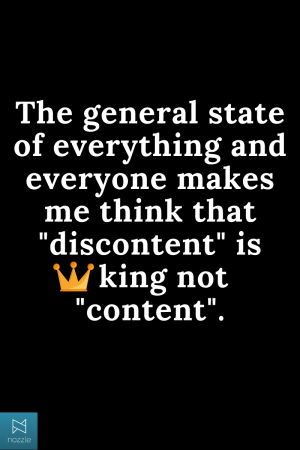 The general state
of everything and
everyone makes
me think that
"discontent" is
king not
"content".
nozzle